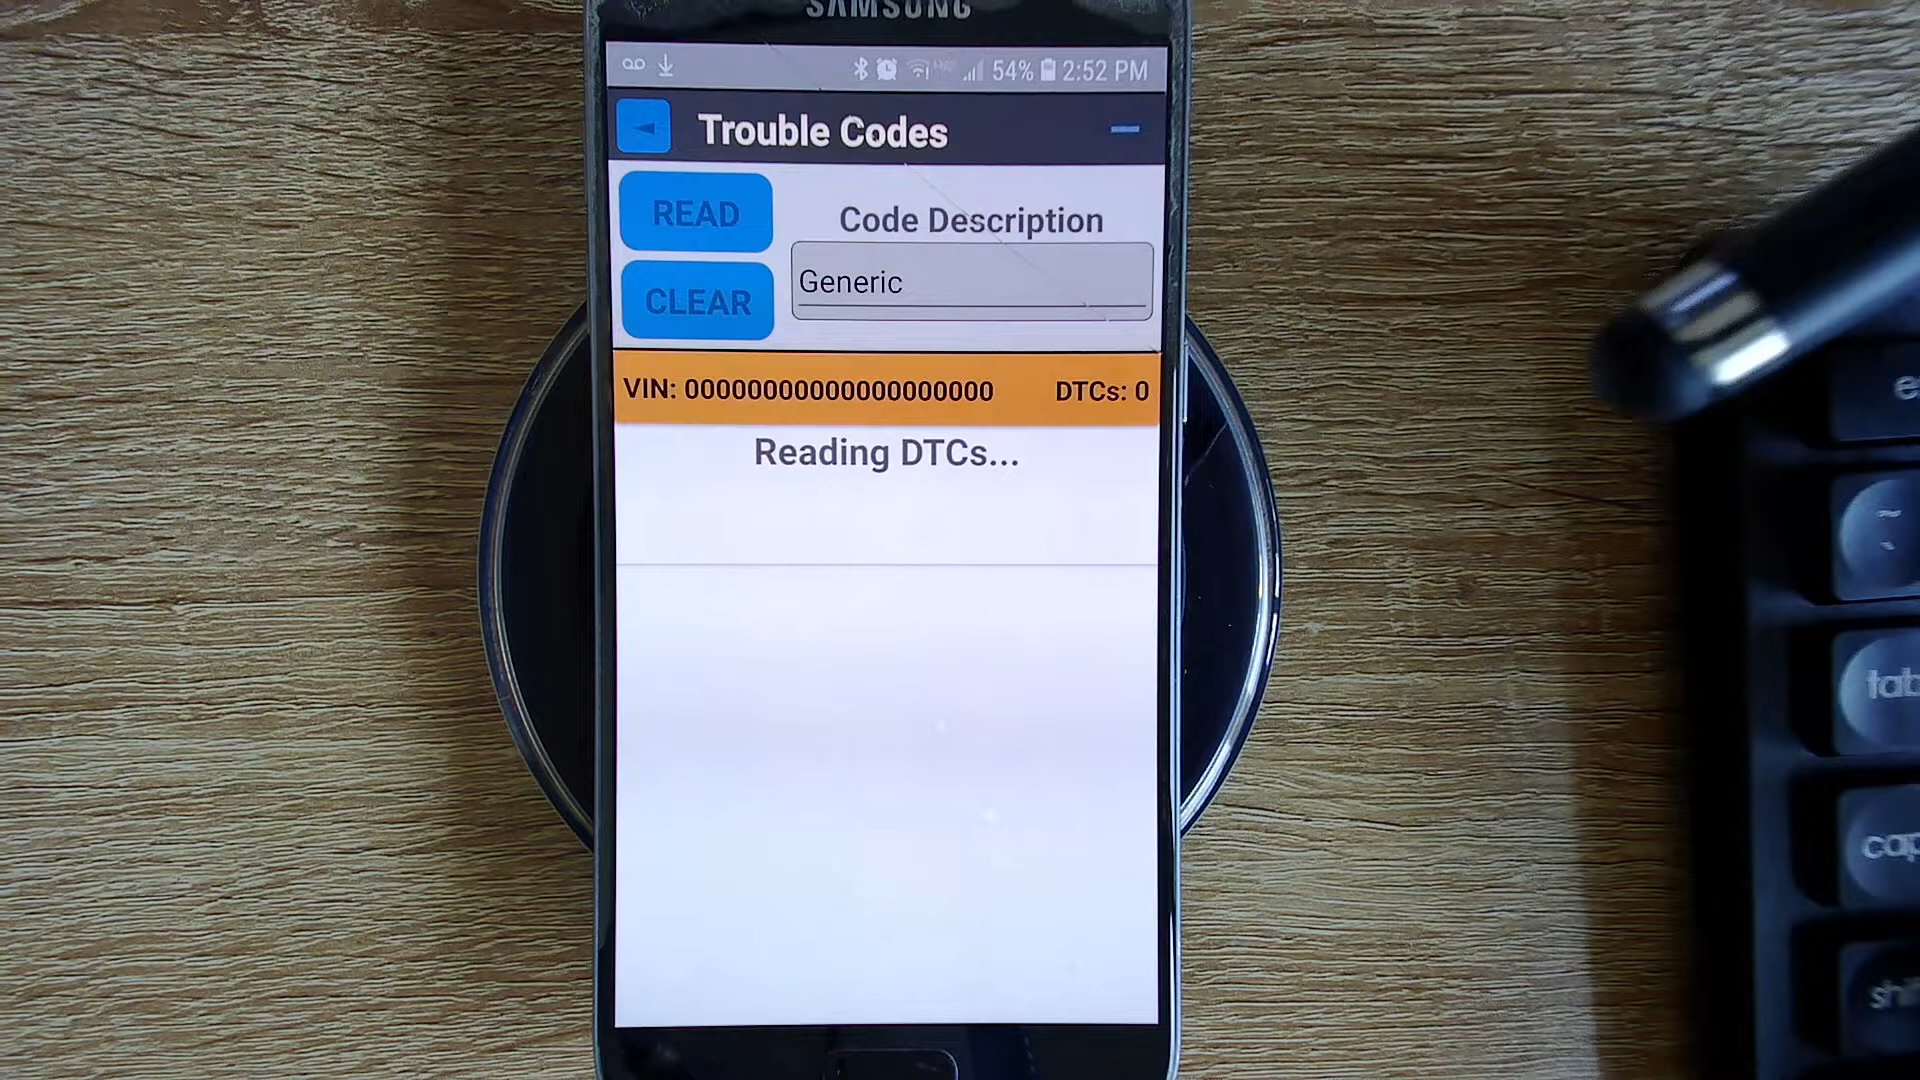 SAMSUNG
54% 2:52 PM
Trouble Codes
READ
Code Description
Generic
CLEAR
VIN: 00000000000000000000 DTCs: 0
Reading DTCs...
tab